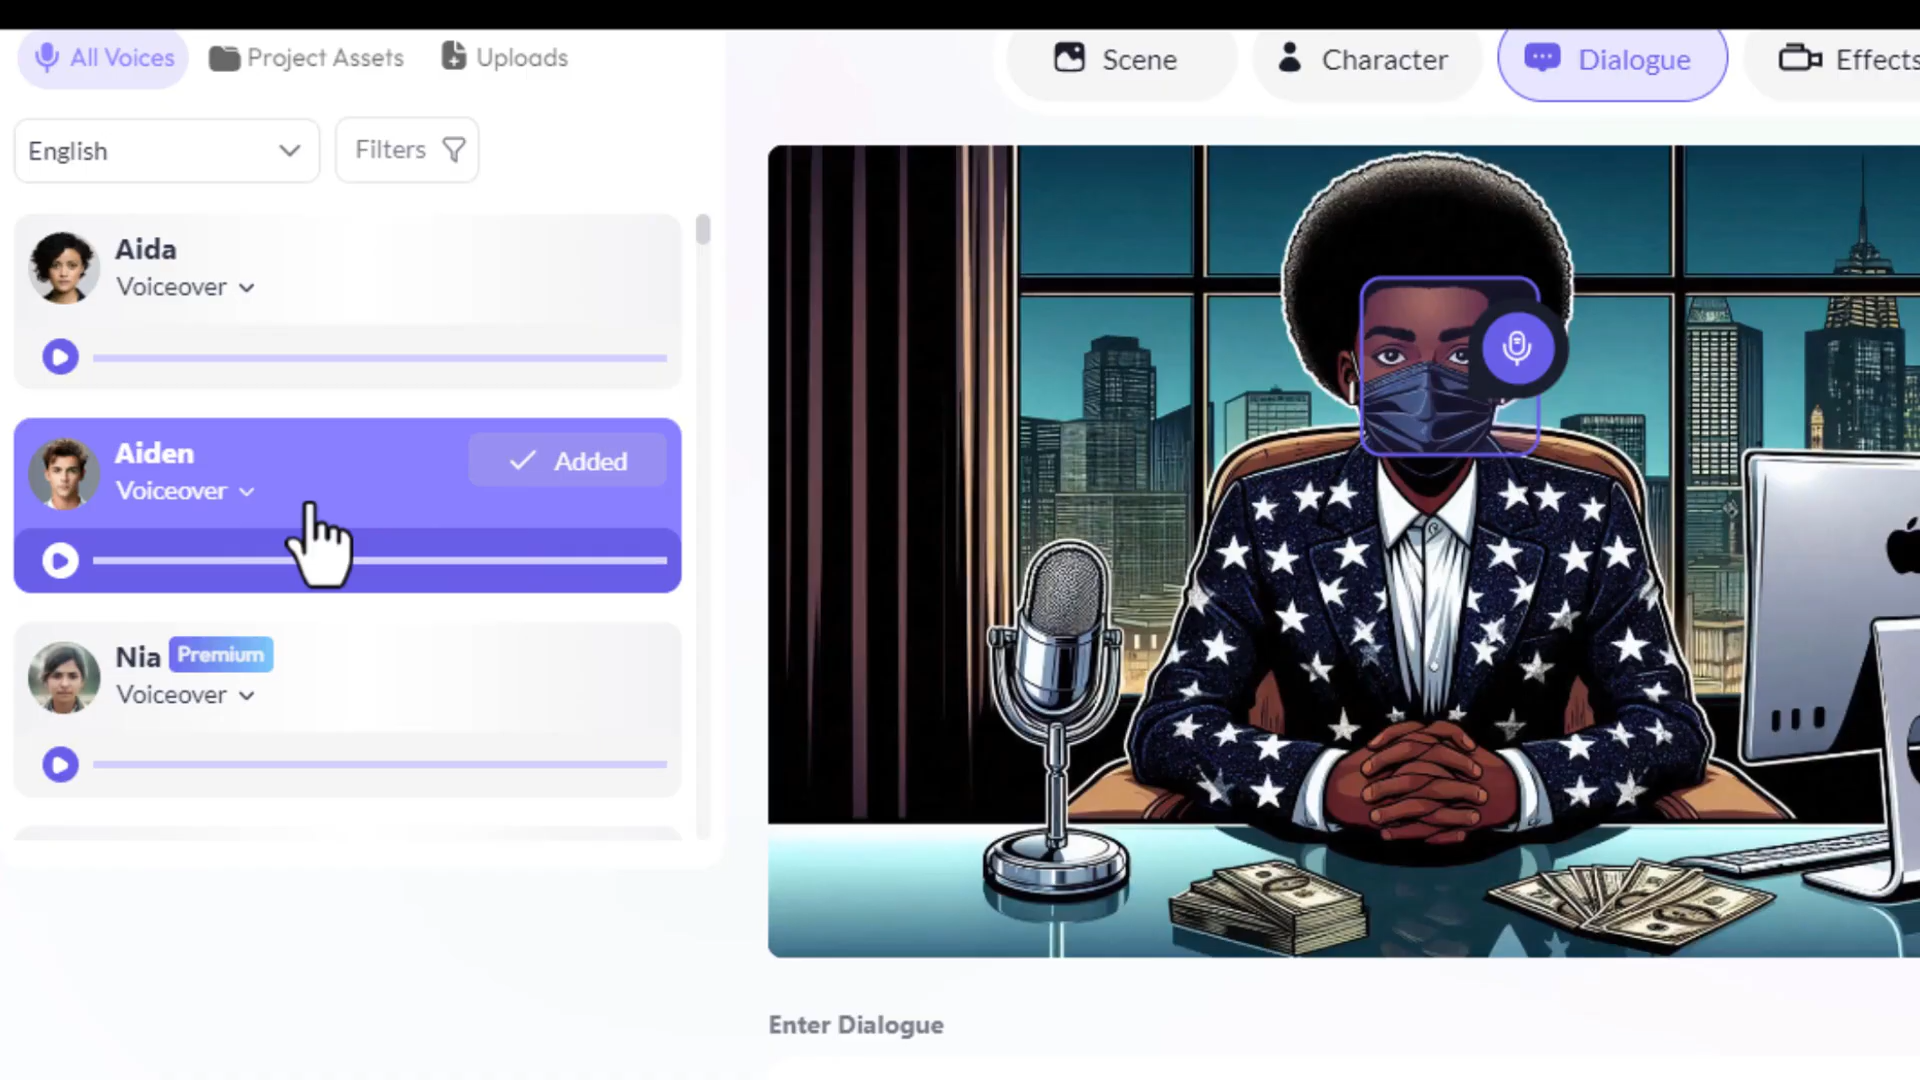 All Voices
Project Assets
Uploads
Scene
Character
Dialogue
Effects
English
Filters
Aida
Voiceover
Aiden
Voiceover
Added
Nia
Premium
Voiceover
Enter Dialogue